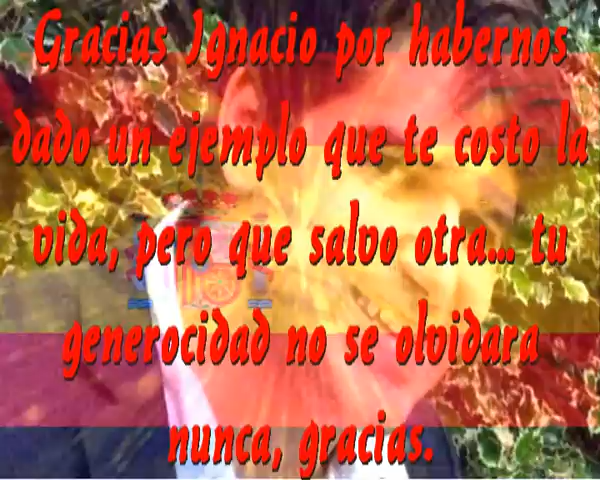 Gracias Ignacio por habernos
dado un ejemplo que te costo la
vida, pero que salvo otra... tu
generocidad no se olvidara
nunca, gracias.